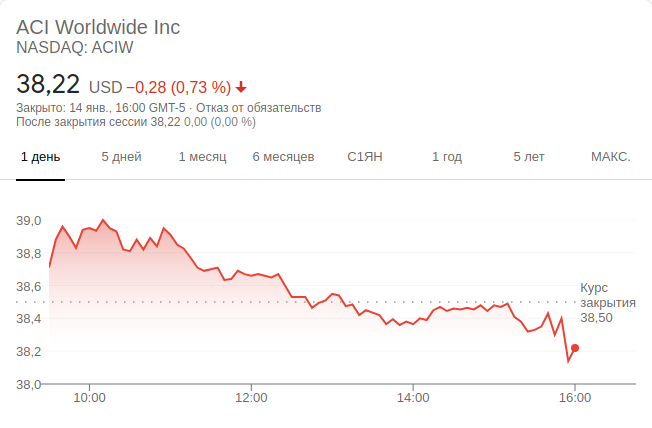 ACI Worldwide Inc
NASDAQ: ACIW
38,22 USD −0,28 (0,73 %)
Закрыто: 14 янв., 16:00 GMT-5 · Отказ от обязательств
После закрытия сессии 38,22 0,00 (0,00 %)
1 день 5 дней 1 месяц 6 месяцев С1ЯН 1 год 5 лет МАКС.
39,0
38,8
38,6
38,4
38,2
38,0
Курс
закрытия
38,50
10:00 12:00 14:00 16:00